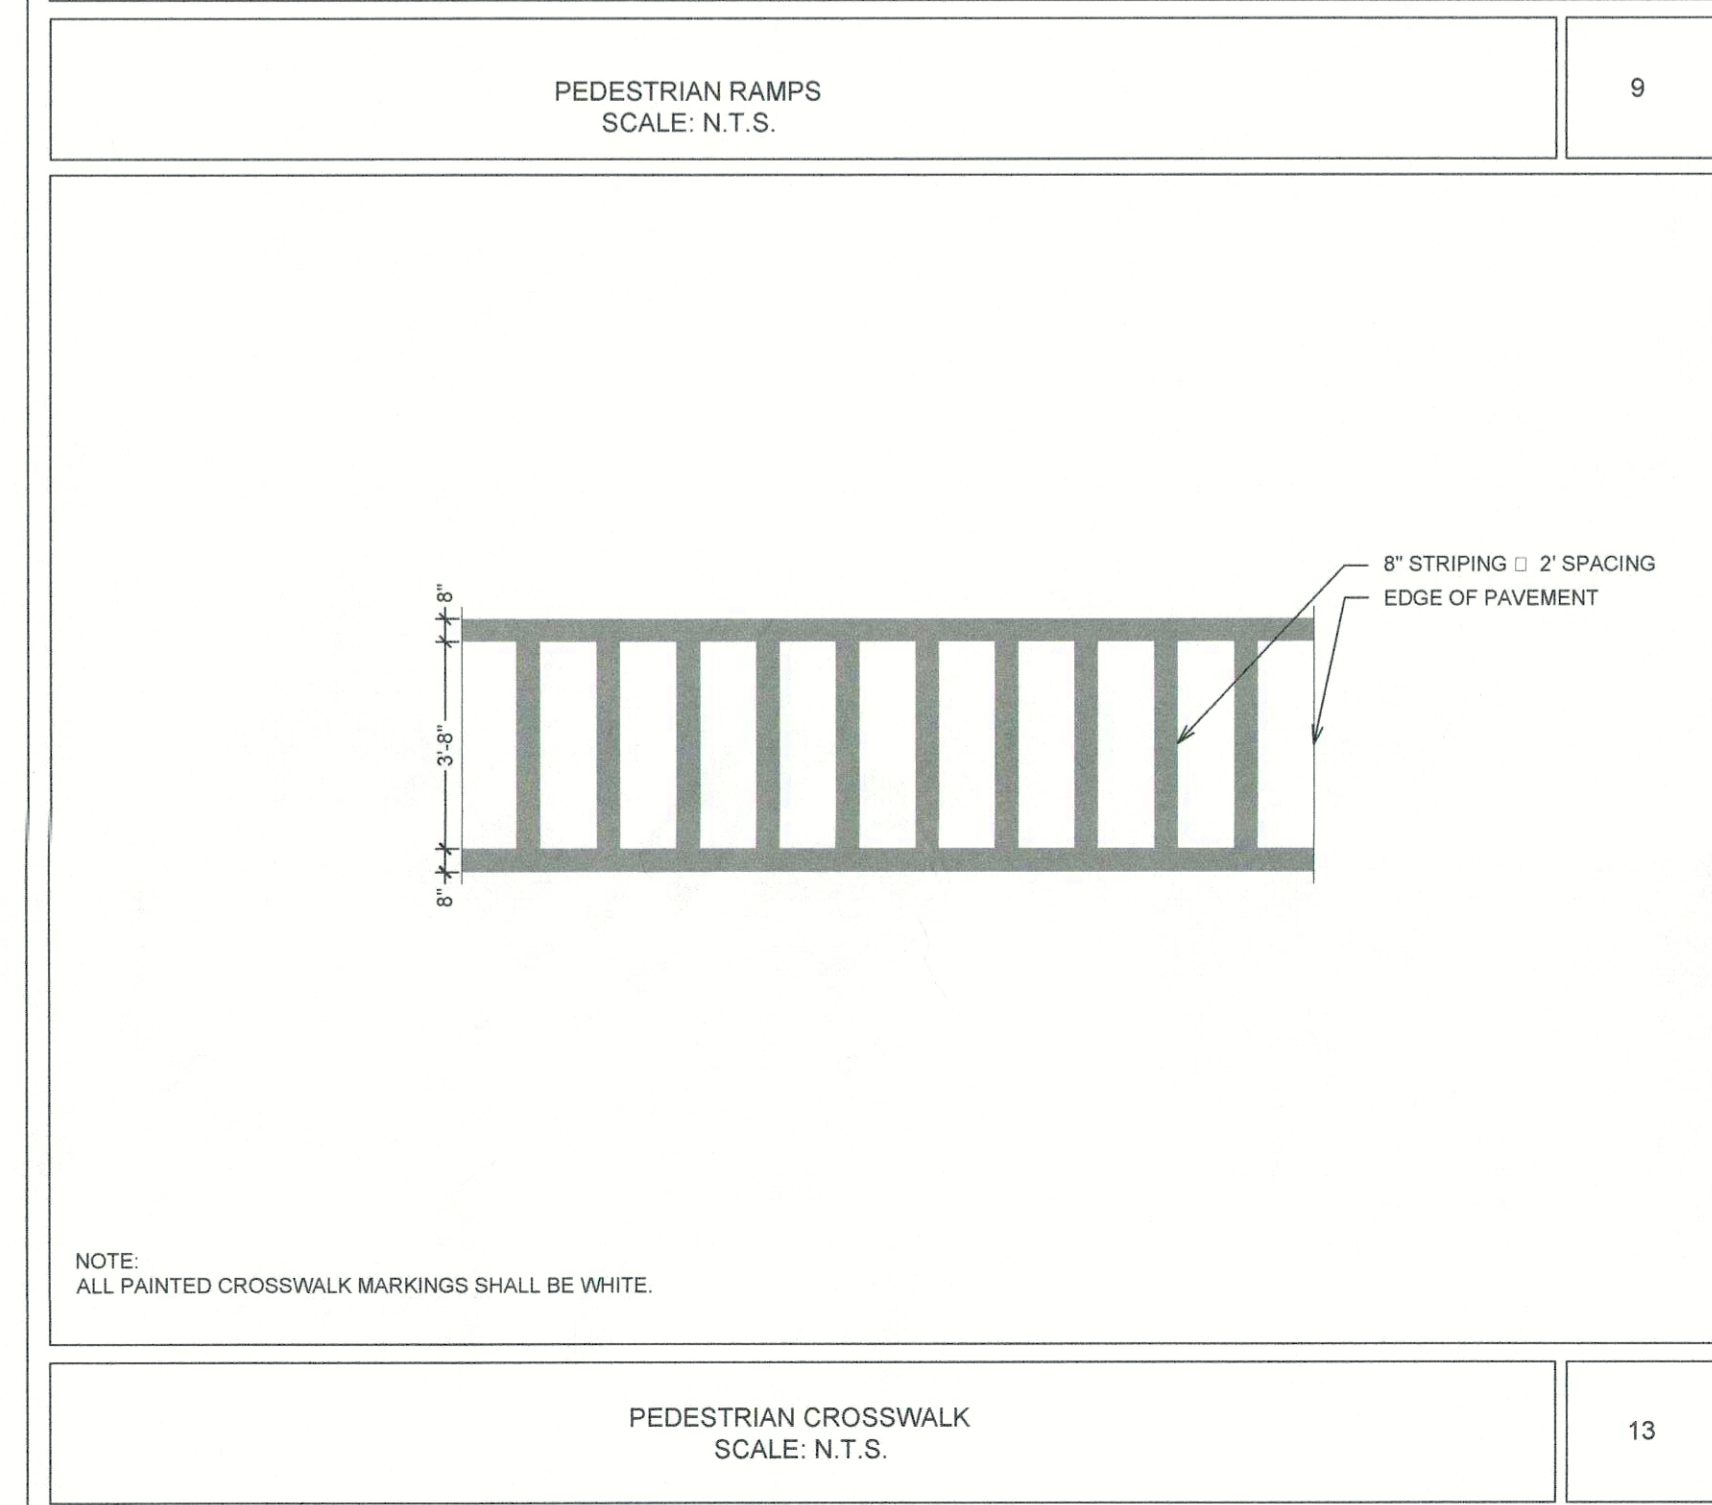 PEDESTRIAN RAMPS
SCALE: N.T.S.
9
8" STRIPING □ 2' SPACING
EDGE OF PAVEMENT
8"
3'-8"
8"
NOTE:
ALL PAINTED CROSSWALK MARKINGS SHALL BE WHITE.
PEDESTRIAN CROSSWALK
SCALE: N.T.S.
13